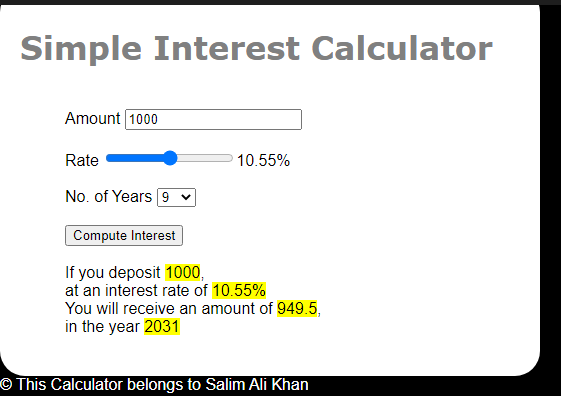 Simple Interest Calculator
Amount 1000
Rate 10.55%
No. of Years 9
Compute Interest
If you deposit 1000,
at an interest rate of 10.55%
You will receive an amount of 949.5,
in the year 2031
© This Calculator belongs to Salim Ali Khan